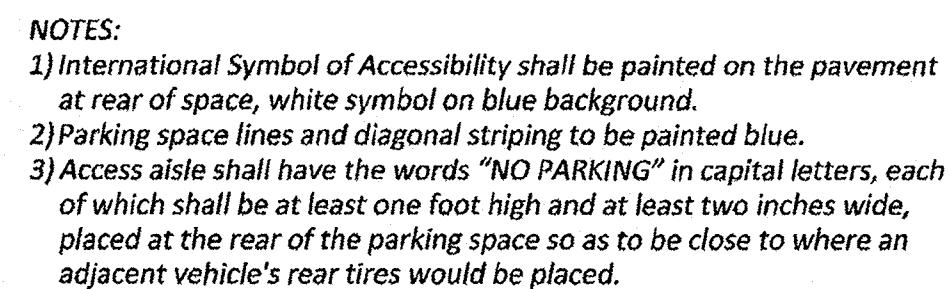 NOTES:
1) International Symbol of Accessibility shall be painted on the pavement
at rear of space, white symbol on blue background.
2) Parking space lines and diagonal striping to be painted blue.
3) Access aisle shall have the words "NO PARKING" in capital letters, each
of which shall be at least one foot high and at least two inches wide,
placed at the rear of the parking space so as to be close to where an
adjacent vehicle's rear tires would be placed.